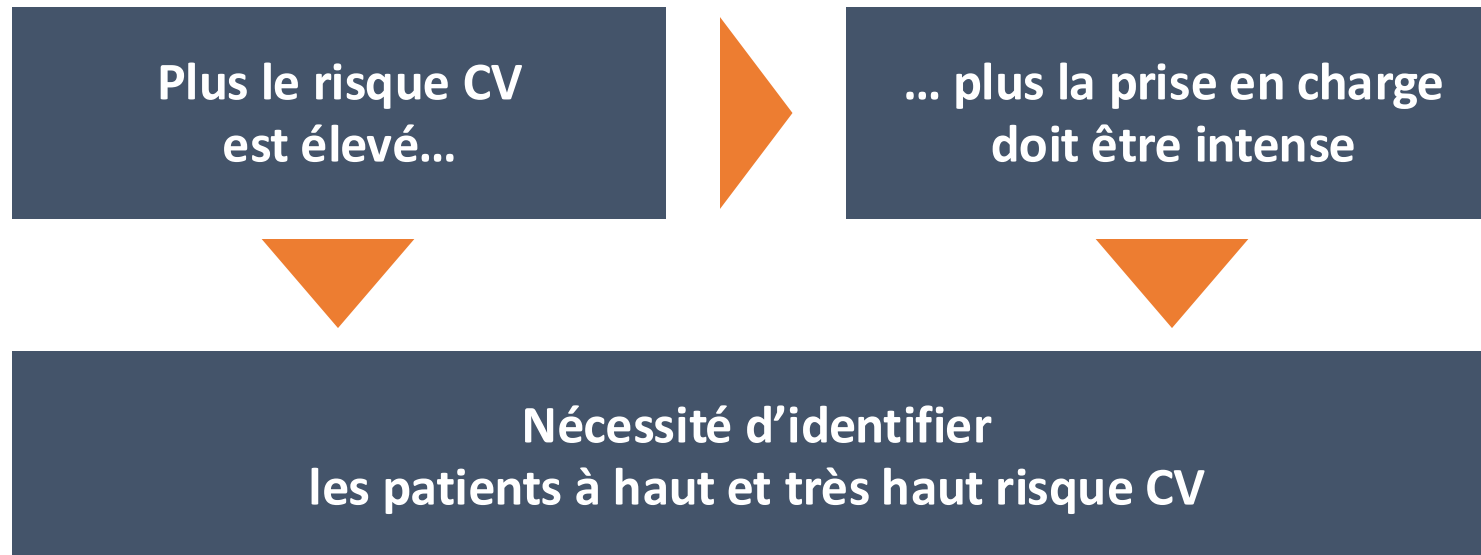 Plus le risque CV
est élevé...
... plus la prise en charge
doit être intense
Nécessité d’identifier
les patients à haut et très haut risque CV